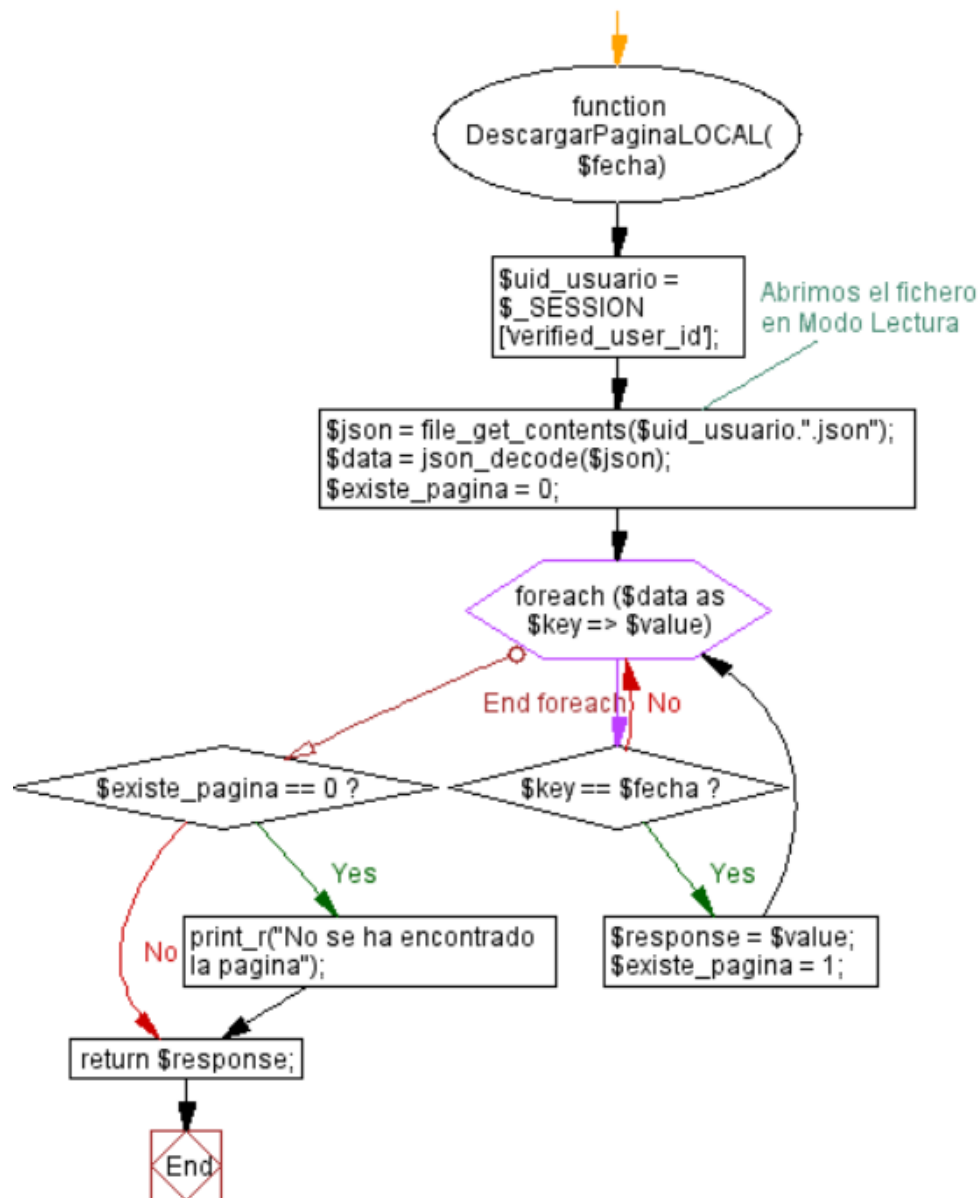 function
DescargarPaginaLOCAL(
$fecha)
$uid_usuario =
$_SESSION
['verified_user_id'];
Abrimos el fichero
en Modo Lectura
$json = file_get_contents($uid_usuario.".json");
$data = json_decode($json);
$existe_pagina = 0;
foreach ($data as
$key => $value)
End foreach
No
$existe_pagina == 0 ?
$key == $fecha ?
Yes
Yes
No
print_r("No se ha encontrado
la pagina");
$response = $value;
$existe_pagina = 1;
return $response;
End